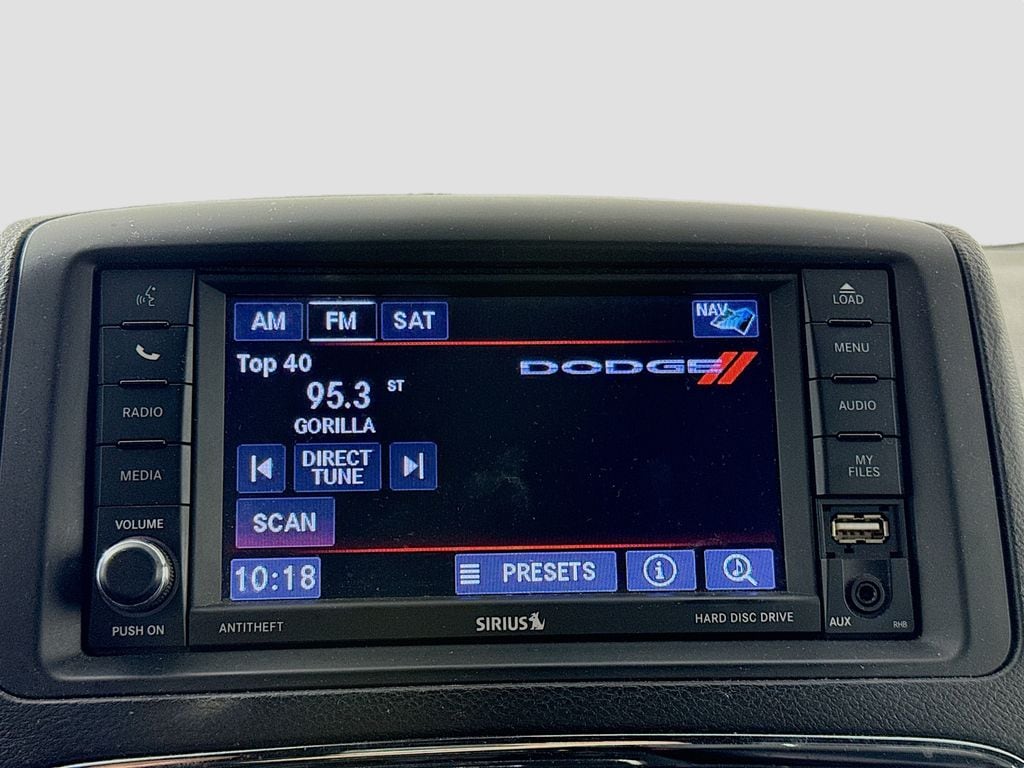 LOAD
AM FM SAT NAV
MENU
Top 40
DODGE
95.3 ST
RADIO
AUDIO
GORILLA
DIRECT
TUNE
MEDIA
MY
FILES
VOLUME
SCAN
10:18
PRESETS
PUSH ON
ANTITHEFT
SIRIUS
HARD DISC DRIVE
AUX
RHB